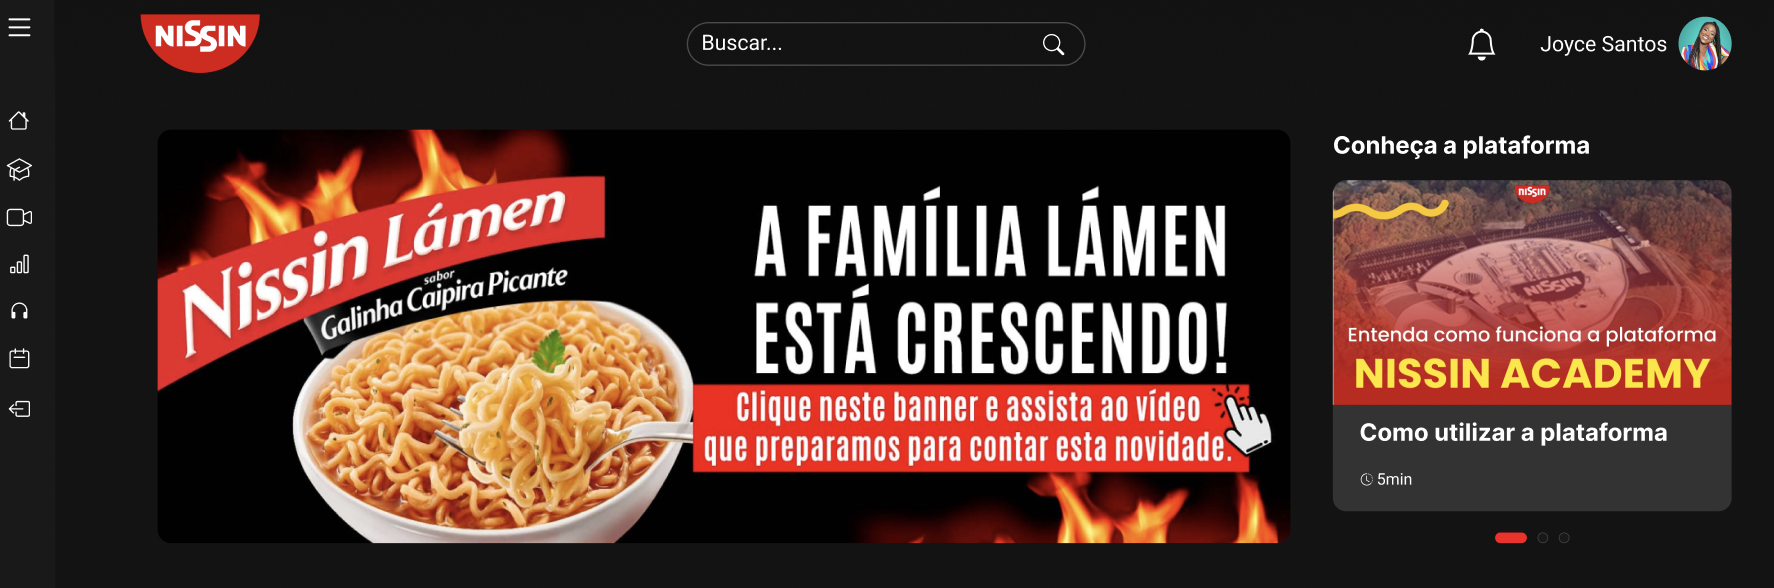 NISSIN
Buscar...
Joyce Santos
Nissin Lámen
sabor
Galinha Caipira Picante
A FAMÍLIA LÁMEN
ESTÁ CRESCENDO!
Clique neste banner e assista ao vídeo
que preparamos para contar esta novidade.
Conheça a plataforma
NISSIN
NISSIN
Entenda como funciona a plataforma
NISSIN ACADEMY
Como utilizar a plataforma
5min